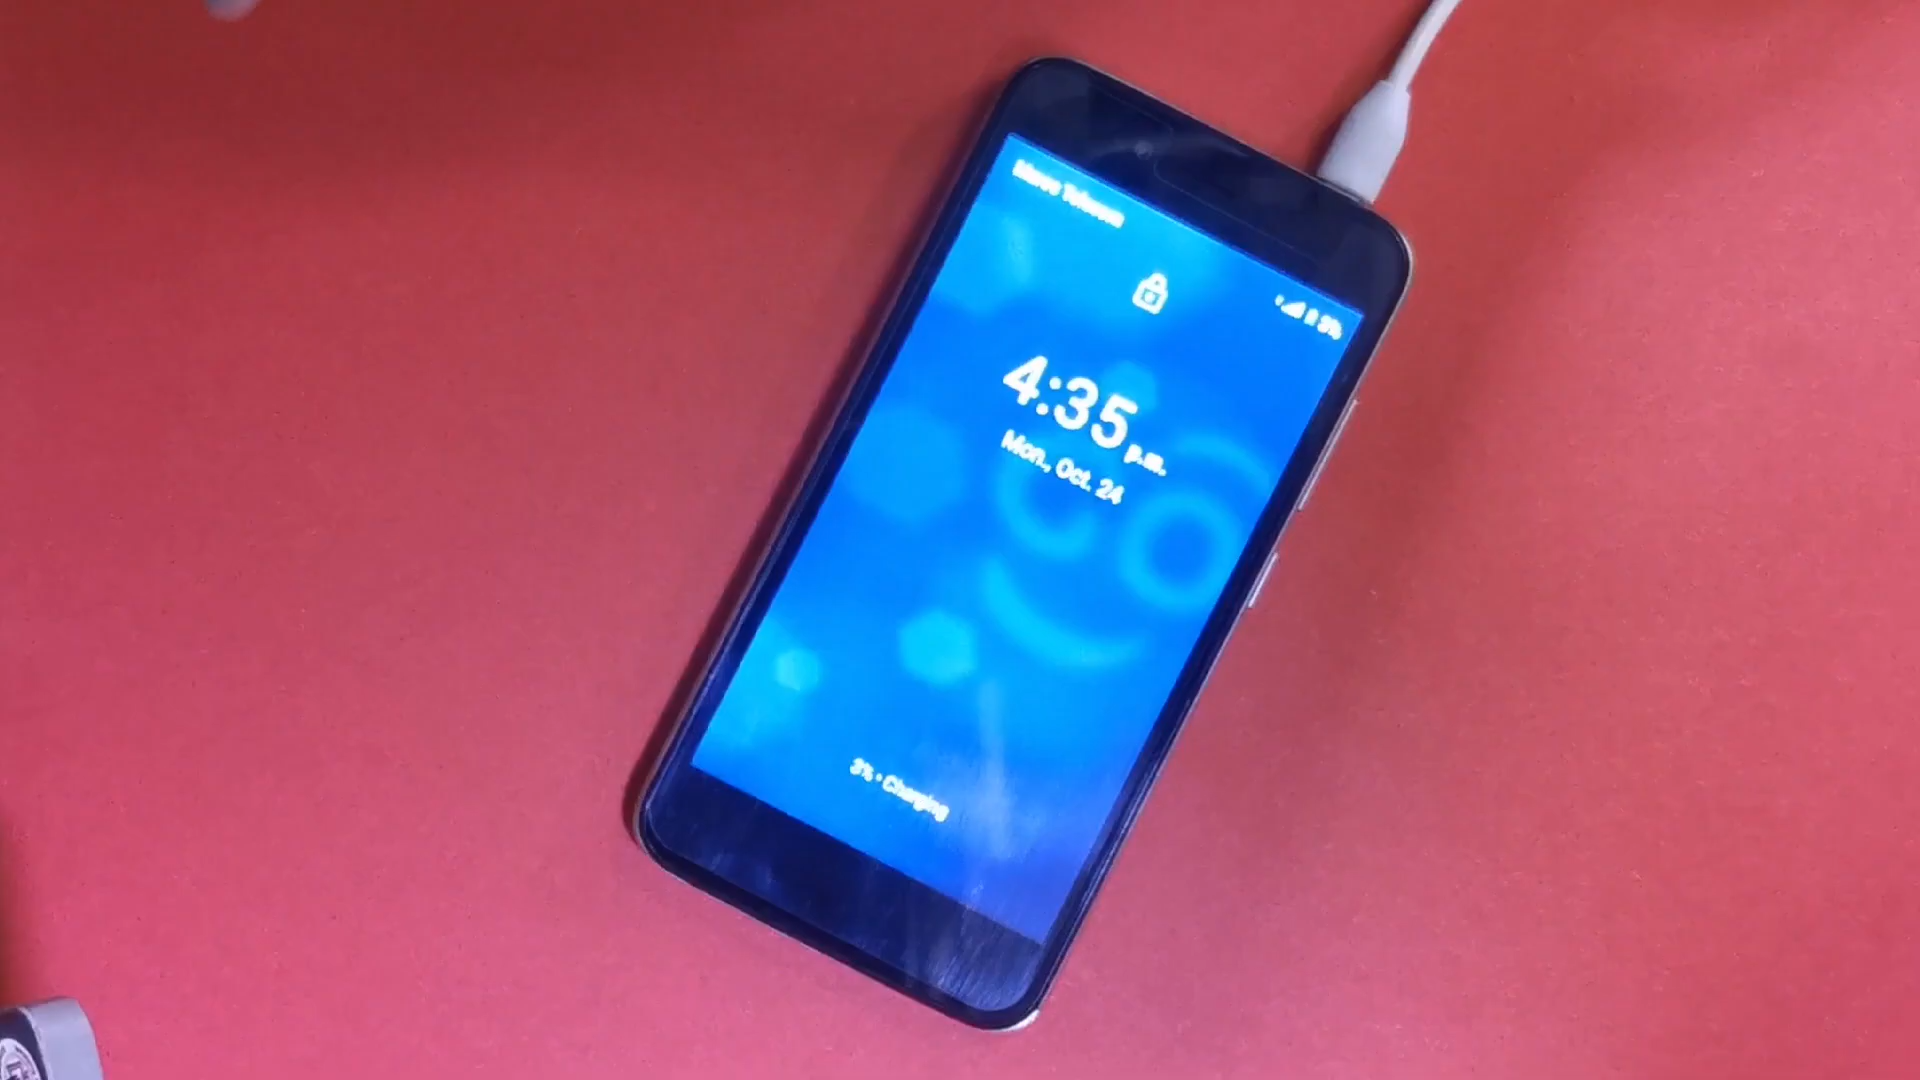 4:35 p.m.
Mon., Oct. 24
3% • Charging